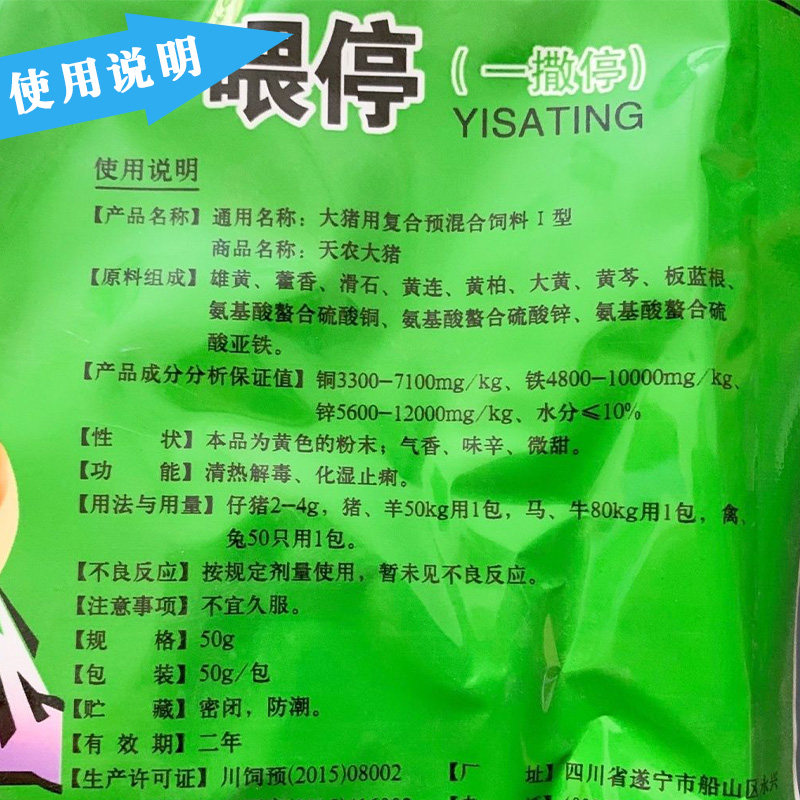 使用说明
喂停
(一撒停)
YISATING
使用说明
【产品名称】通用名称：大猪用复合预混合饲料Ⅰ型
商品名称：天农大猪
【原料组成】雄黄、藿香、滑石、黄连、黄柏、大黄、黄芩、板蓝根、
氨基酸螯合硫酸铜、氨基酸螯合硫酸锌、氨基酸螯合硫
酸亚铁。
【产品成分分析保证值】铜3300-7100mg/kg、铁4800-10000mg/kg、
锌5600-12000mg/kg、水分≤10%
【性 状】本品为黄色的粉末；气香、味辛、微甜。
【功 能】清热解毒、化湿止痢。
【用法与用量】仔猪2-4g，猪、羊50kg用1包，马、牛80kg用1包，禽、
兔50只用1包。
【不良反应】按规定剂量使用，暂未见不良反应。
【注意事项】不宜久服。
【规 格】50g
【包 装】50g/包
【贮 藏】密闭，防潮。
【有 效 期】二年
【生产许可证】川饲预(2015)08002 【厂 址】四川省遂宁市船山区永兴